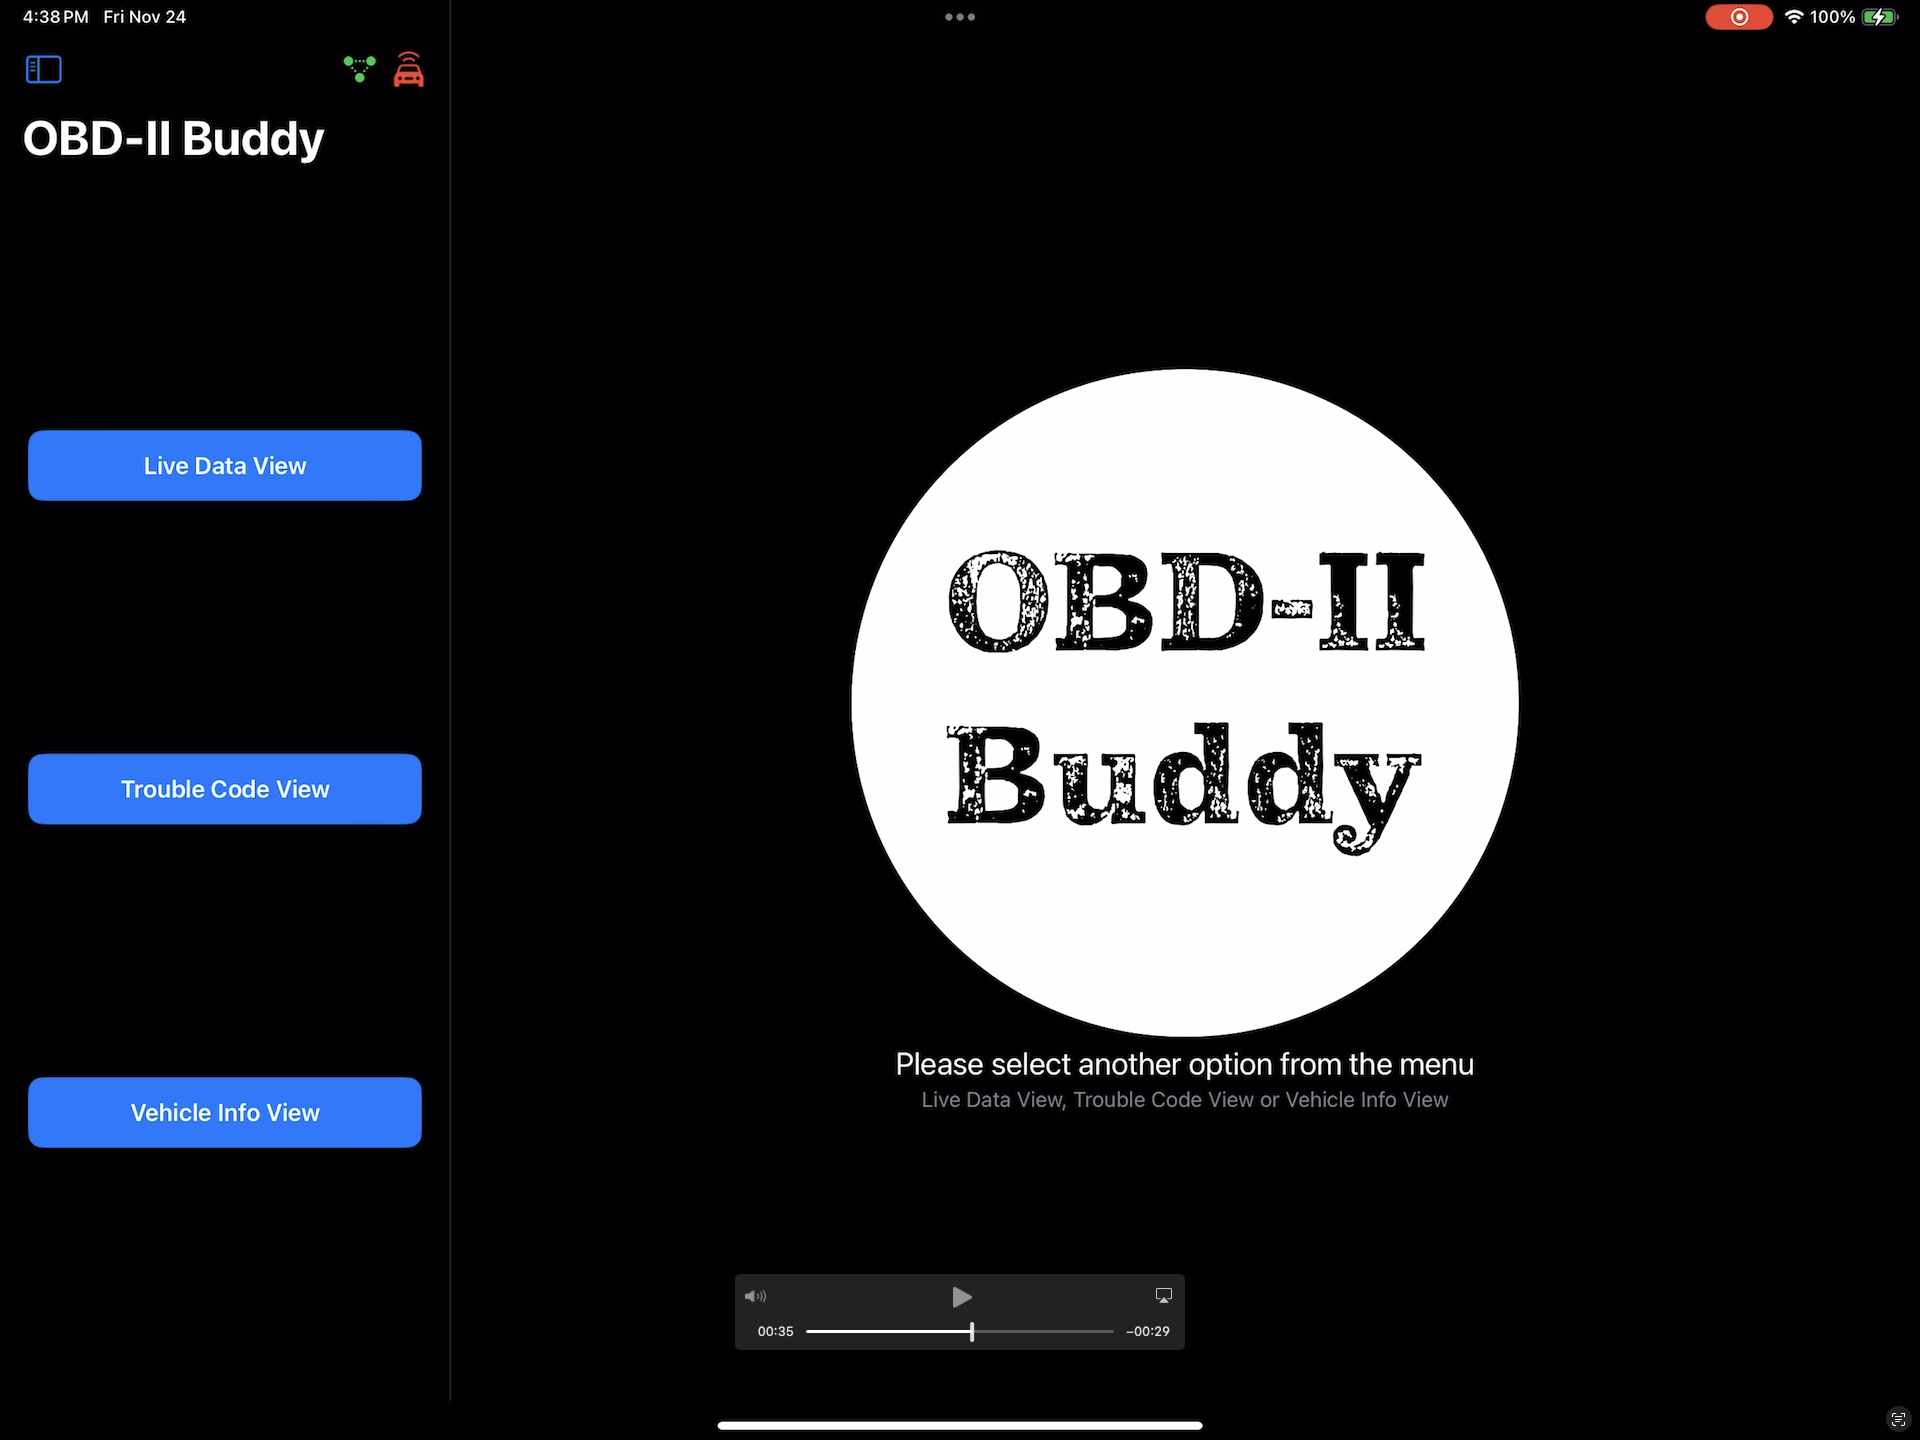 4:38 PM Fri Nov 24
100%
OBD-II Buddy
Live Data View
Trouble Code View
Vehicle Info View
OBD-II
Buddy
Please select another option from the menu
Live Data View, Trouble Code View or Vehicle Info View
00:35
−00:29